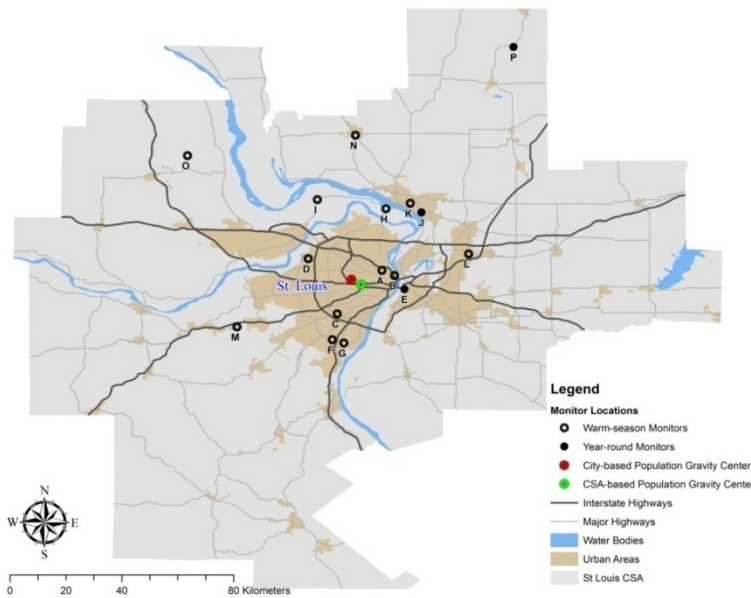 P
N
O
I
H
K
J
L
D
A
B
St. Louis
E
C
M
F
G
Legend
Monitor Locations
Warm-season Monitors
Year-round Monitors
City-based Population Gravity Center
CSA-based Population Gravity Cente
Interstate Highways
Major Highways
Water Bodies
Urban Areas
St Louis CSA
N
W
E
S
0
20
40
80 Kilometers